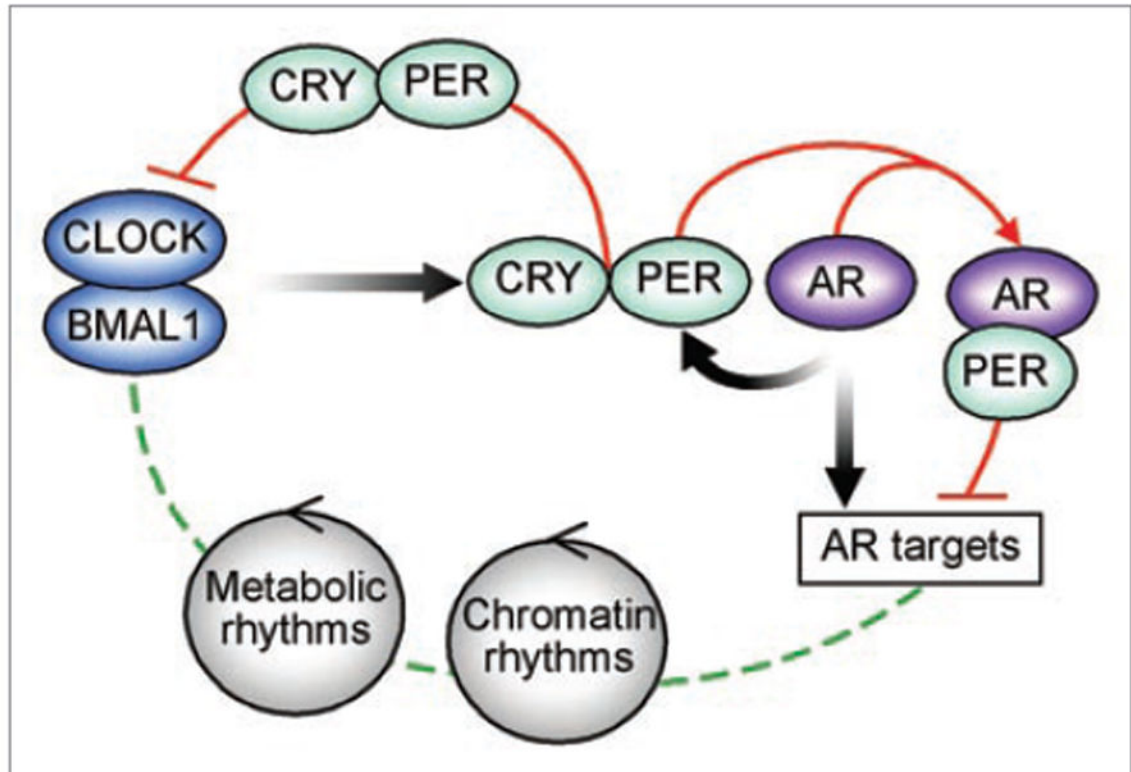 CRY
PER
CLOCK
BMAL1
CRY
PER
AR
AR
PER
AR targets
Metabolic
rhythms
Chromatin
rhythms